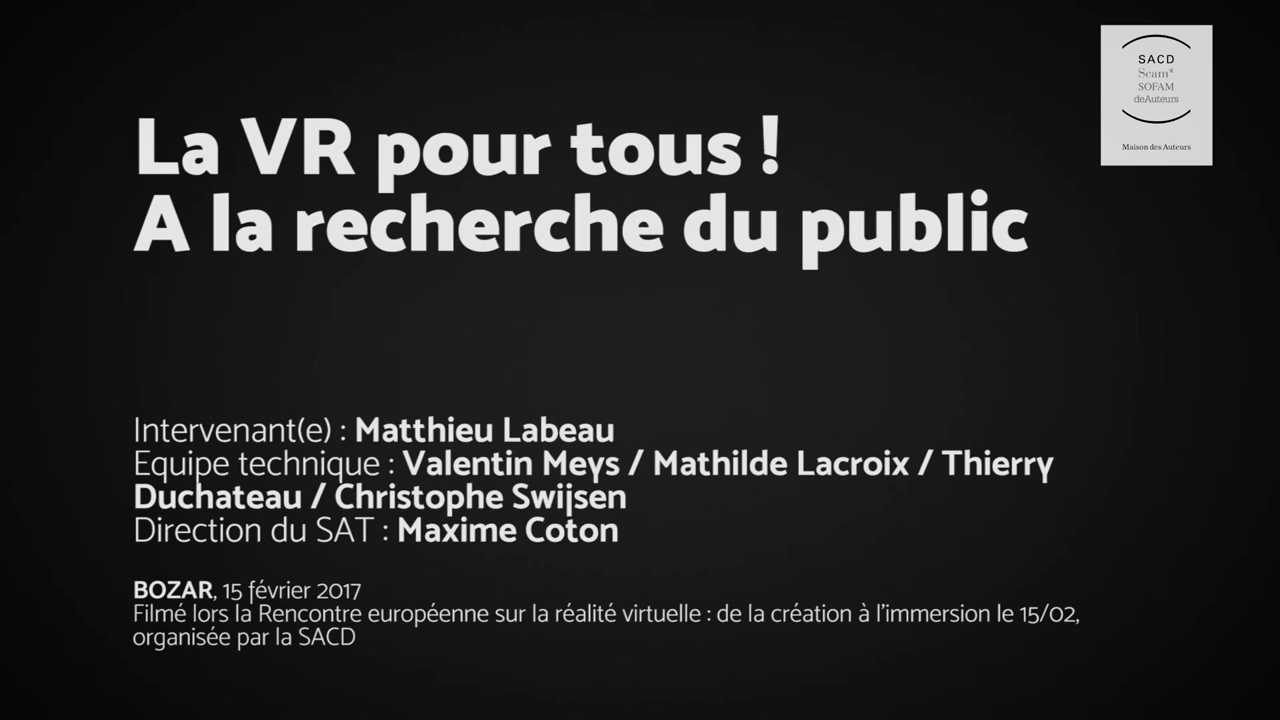 SACD
Scam*
SOFAM
deAuteurs
Maison des Auteurs
La VR pour tous !
A la recherche du public
Intervenant(e) : Matthieu Labeau
Equipe technique : Valentin Meys / Mathilde Lacroix / Thierry
Duchateau / Christophe Swijsen
Direction du SAT : Maxime Coton
BOZAR, 15 février 2017
Filmé lors la Rencontre européenne sur la réalité virtuelle : de la création à l'immersion le 15/02,
organisée par la SACD